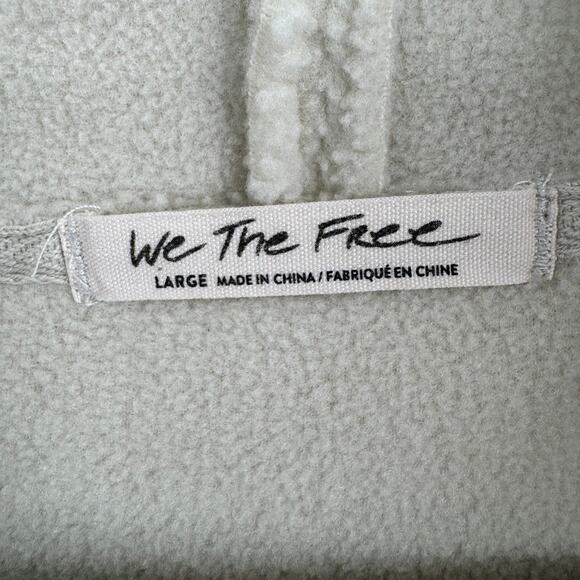 We The Free
LARGE MADE IN CHINA / FABRIQUÉ EN CHINE